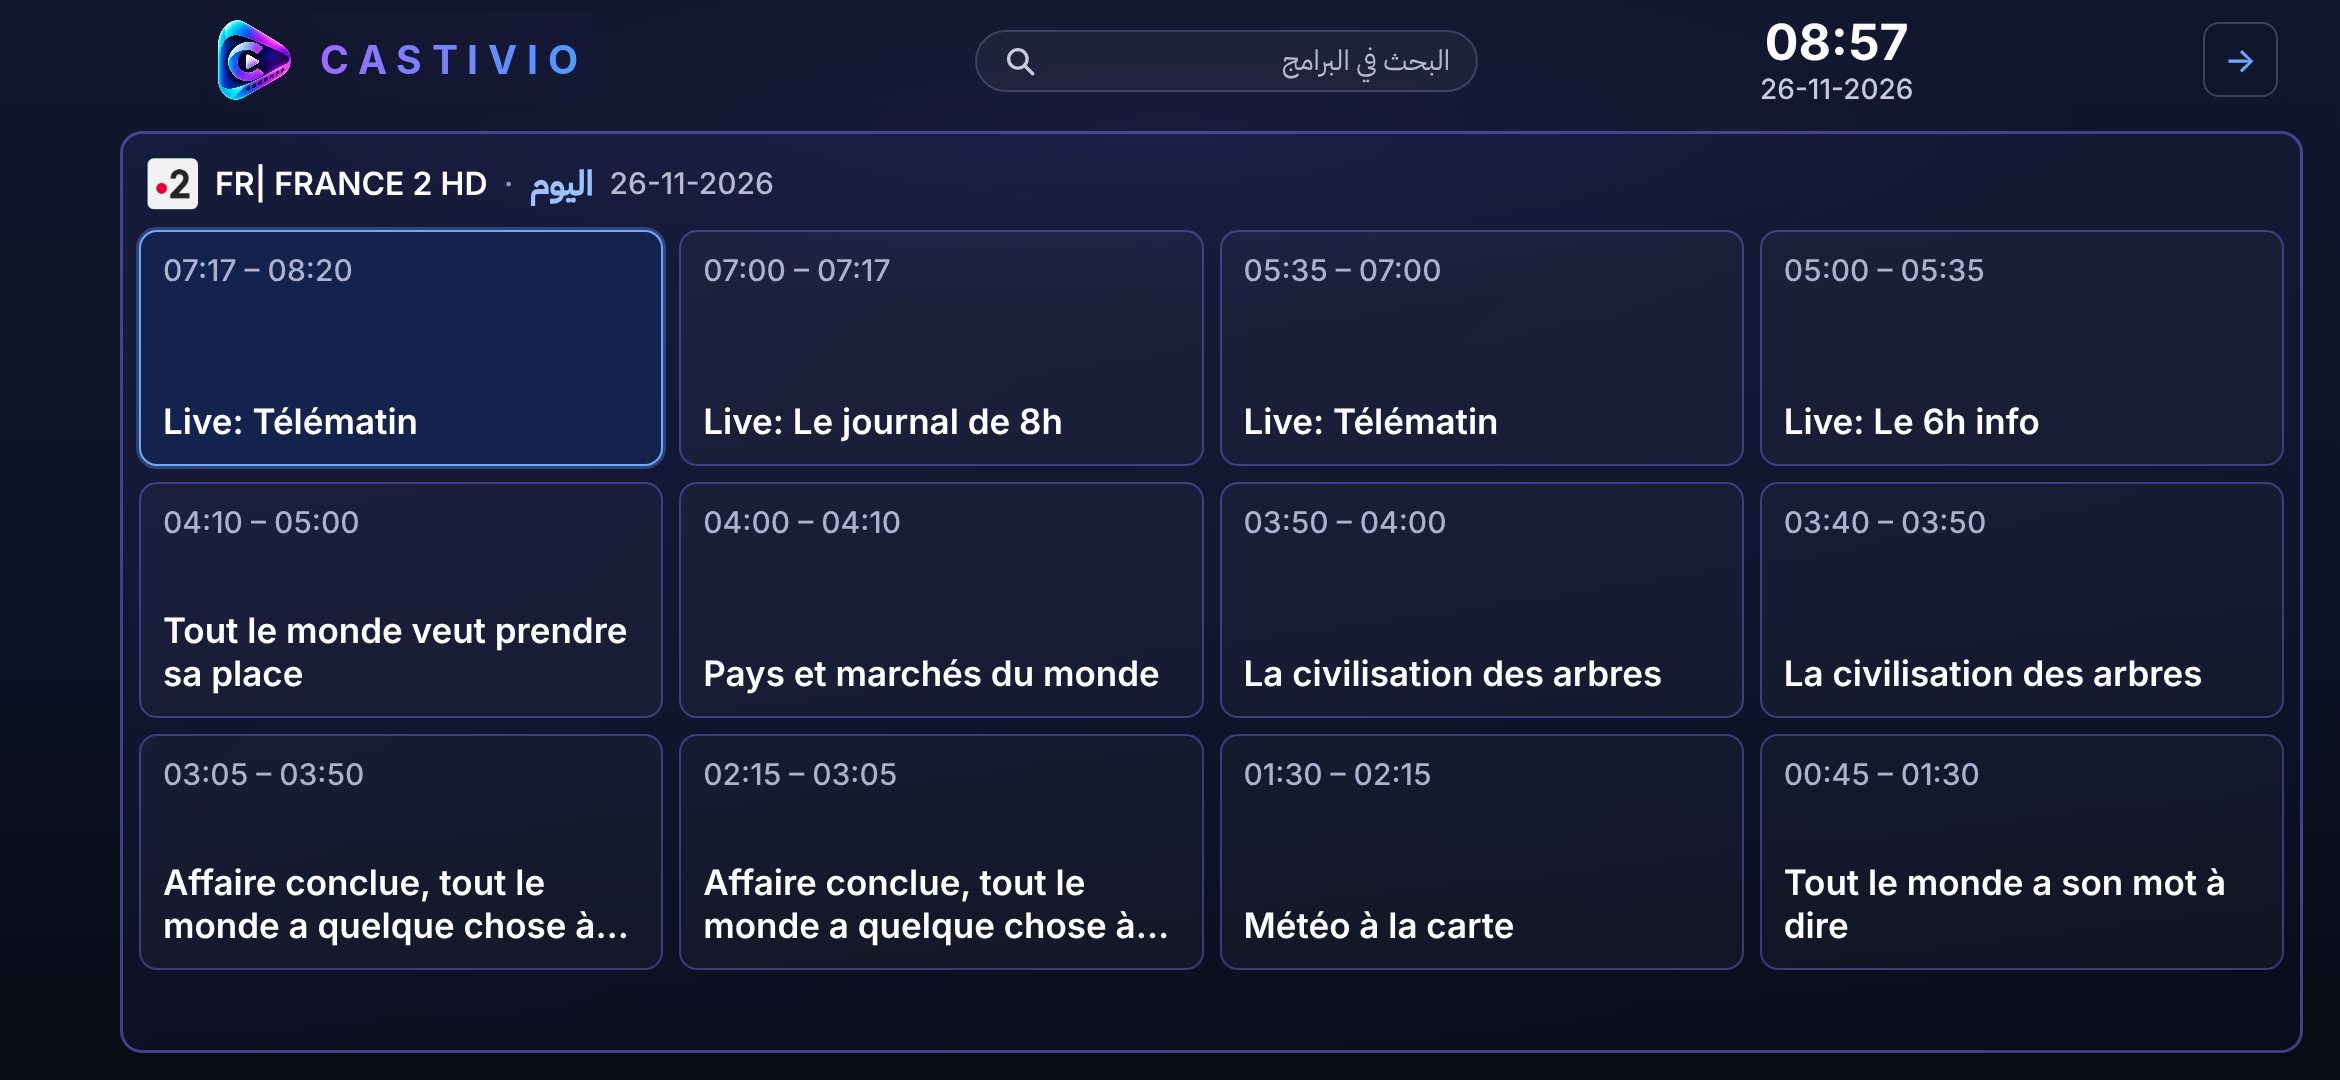 CASTIVIO
البحث في البرامج
08:57
26-11-2026
2 FR| FRANCE 2 HD · اليوم 26-11-2026
07:17 – 08:20
Live: Télématin
07:00 – 07:17
Live: Le journal de 8h
05:35 – 07:00
Live: Télématin
05:00 – 05:35
Live: Le 6h info
04:10 – 05:00
Tout le monde veut prendre
sa place
04:00 – 04:10
Pays et marchés du monde
03:50 – 04:00
La civilisation des arbres
03:40 – 03:50
La civilisation des arbres
03:05 – 03:50
Affaire conclue, tout le
monde a quelque chose à...
02:15 – 03:05
Affaire conclue, tout le
monde a quelque chose à...
01:30 – 02:15
Météo à la carte
00:45 – 01:30
Tout le monde a son mot à
dire